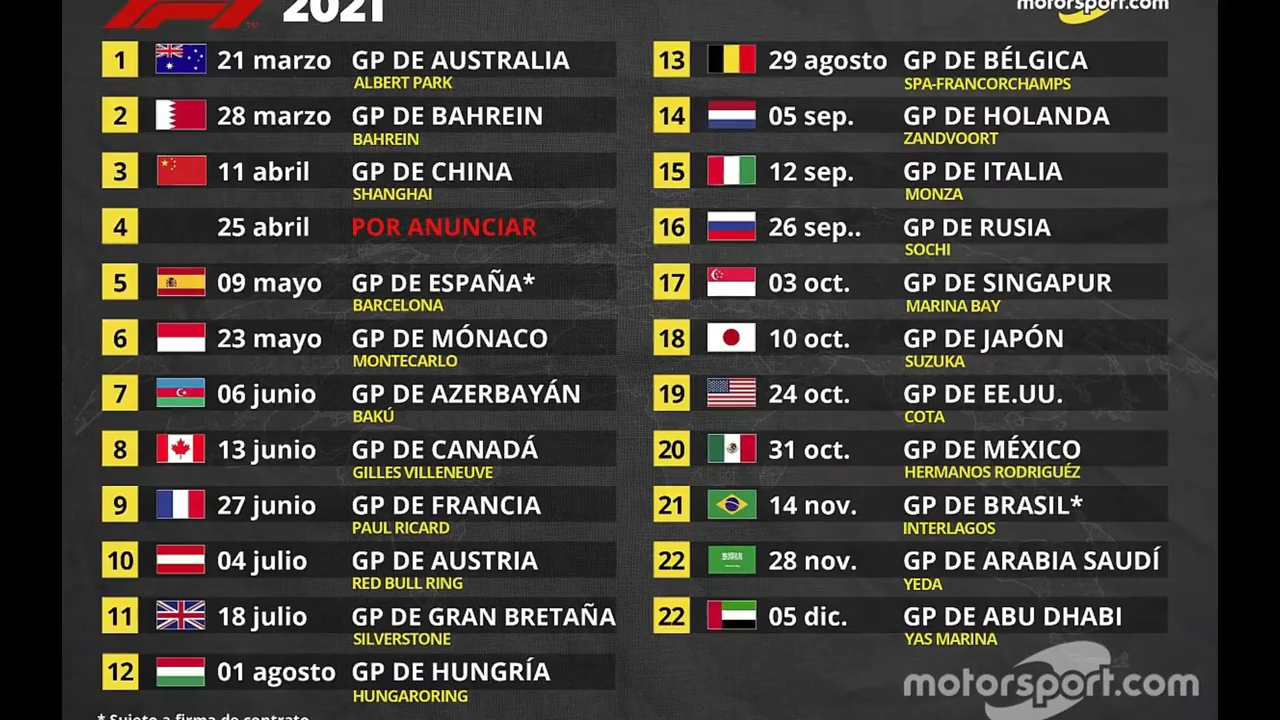 F1 2021
motorsport.com
1 21 marzo GP DE AUSTRALIA
ALBERT PARK
2 28 marzo GP DE BAHREIN
BAHREIN
3 11 abril GP DE CHINA
SHANGHAI
4 25 abril POR ANUNCIAR
5 09 mayo GP DE ESPAÑA*
BARCELONA
6 23 mayo GP DE MÓNACO
MONTECARLO
7 06 junio GP DE AZERBAYÁN
BAKÚ
8 13 junio GP DE CANADÁ
GILLES VILLENEUVE
9 27 junio GP DE FRANCIA
PAUL RICARD
10 04 julio GP DE AUSTRIA
RED BULL RING
11 18 julio GP DE GRAN BRETAÑA
SILVERSTONE
12 01 agosto GP DE HUNGRÍA
HUNGARORING
* Sujeto a firma de contrato
13 29 agosto GP DE BÉLGICA
SPA-FRANCORCHAMPS
14 05 sep. GP DE HOLANDA
ZANDVOORT
15 12 sep. GP DE ITALIA
MONZA
16 26 sep.. GP DE RUSIA
SOCHI
17 03 oct. GP DE SINGAPUR
MARINA BAY
18 10 oct. GP DE JAPÓN
SUZUKA
19 24 oct. GP DE EE.UU.
COTA
20 31 oct. GP DE MÉXICO
HERMANOS RODRIGUÉZ
21 14 nov. GP DE BRASIL*
INTERLAGOS
22 28 nov. GP DE ARABIA SAUDÍ
YEDA
22 05 dic. GP DE ABU DHABI
YAS MARINA
motorsport.com